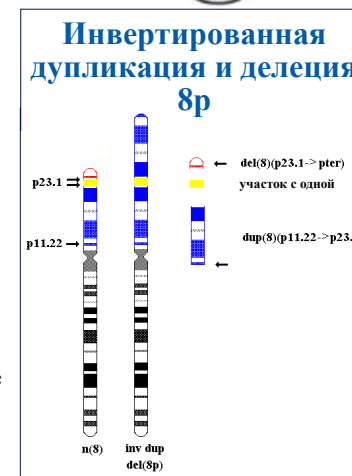 Инвертированная
дупликация и делеция
8p
p23.1
p11.22
del(8)(p23.1->pter)
участок с одной
dup(8)(p11.22->p23.
n(8)
inv dup
del(8p)